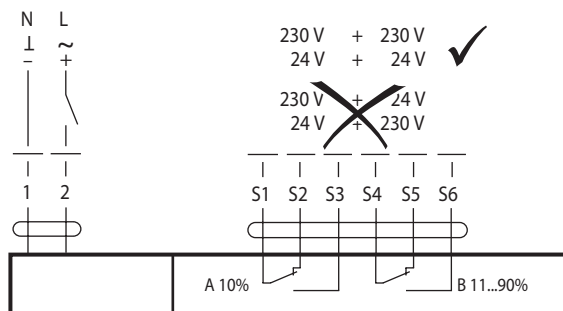 N L
⊥ ~
– +
230 V + 230 V
24 V + 24 V
230 V + 24 V
24 V + 230 V
1 2 S1 S2 S3 S4 S5 S6
A 10% B 11...90%